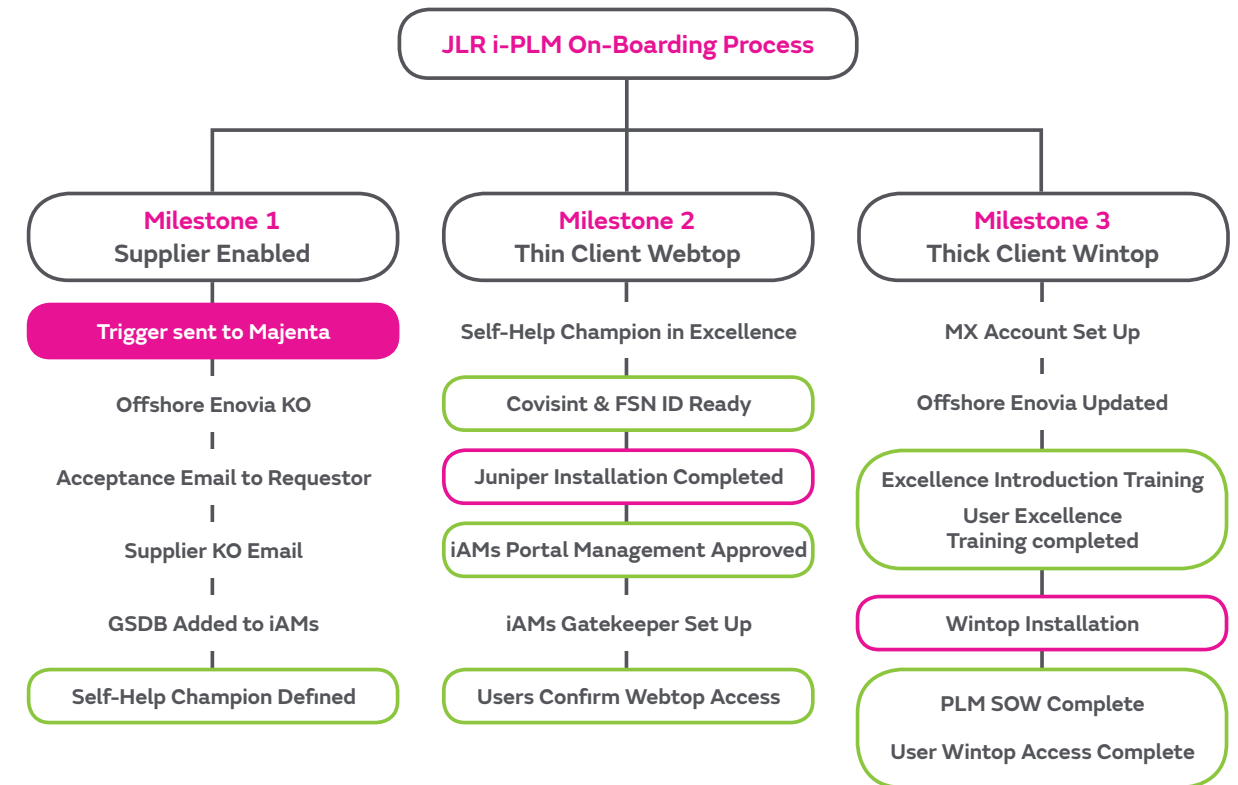 JLR i-PLM On-Boarding Process
Milestone 1
Supplier Enabled
Trigger sent to Majenta
Offshore Enovia KO
Acceptance Email to Requestor
Supplier KO Email
GSDB Added to iAMs
Self-Help Champion Defined
Milestone 2
Thin Client Webtop
Self-Help Champion in Excellence
Covisint & FSN ID Ready
Juniper Installation Completed
iAMs Portal Management Approved
iAMs Gatekeeper Set Up
Users Confirm Webtop Access
Milestone 3
Thick Client Wintop
MX Account Set Up
Offshore Enovia Updated
Excellence Introduction Training
User Excellence
Training completed
Wintop Installation
PLM SOW Complete
User Wintop Access Complete